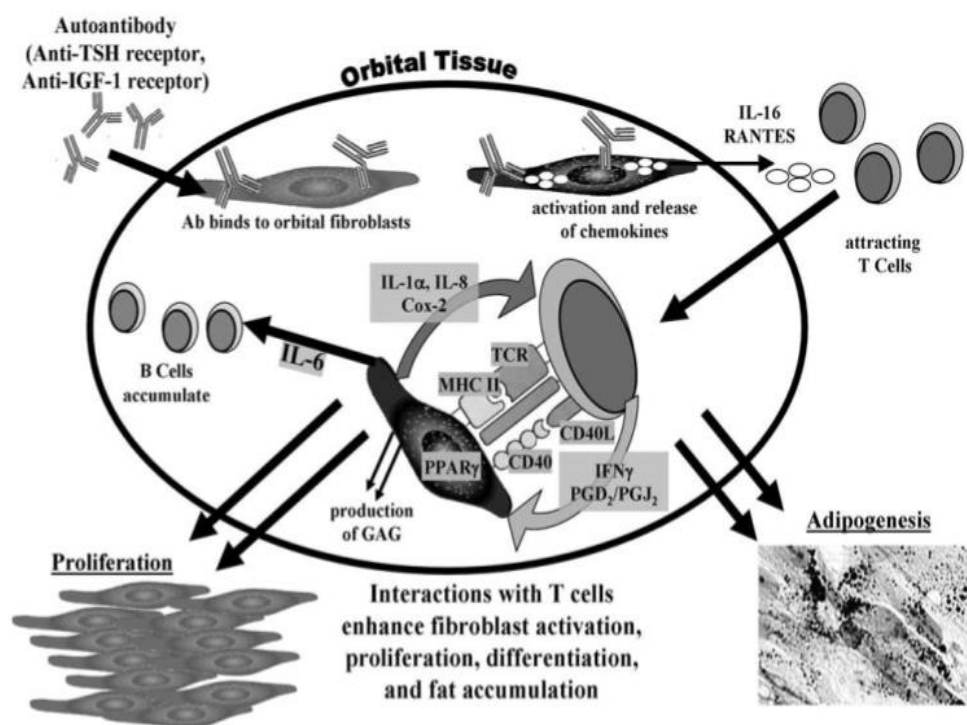 Autoantibody
(Anti-TSH receptor,
Anti-IGF-1 receptor)
Orbital Tissue
IL-16
RANTES
Ab binds to orbital fibroblasts
activation and release
of chemokines
attracting
T Cells
IL-1α, IL-8
Cox-2
IL-6
B Cells
accumulate
TCR
MHC II
CD40L
CD40
PPARγ
IFNγ
PGD₂/PGJ₂
production
of GAG
Proliferation
Adipogenesis
Interactions with T cells
enhance fibroblast activation,
proliferation, differentiation,
and fat accumulation